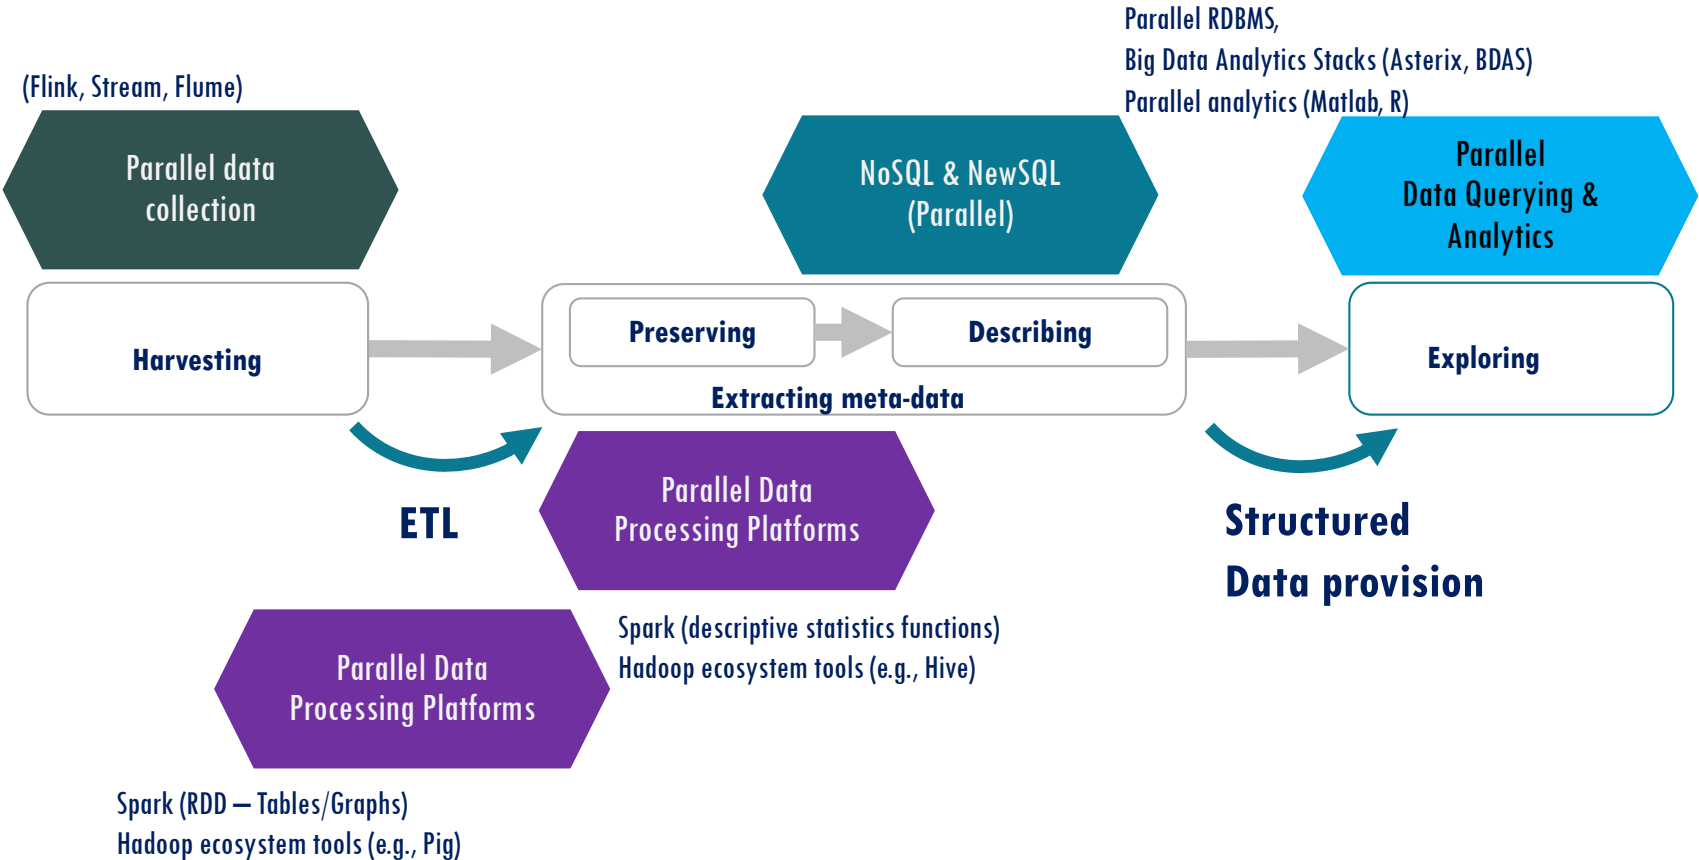 Parallel RDBMS,
Big Data Analytics Stacks (Asterix, BDAS)
Parallel analytics (Matlab, R)
(Flink, Stream, Flume)
Parallel data
collection
NoSQL & NewSQL
(Parallel)
Parallel
Data Querying &
Analytics
Harvesting
Preserving
Describing
Extracting meta-data
Exploring
ETL
Parallel Data
Processing Platforms
Structured
Data provision
Spark (descriptive statistics functions)
Hadoop ecosystem tools (e.g., Hive)
Parallel Data
Processing Platforms
Spark (RDD – Tables/Graphs)
Hadoop ecosystem tools (e.g., Pig)